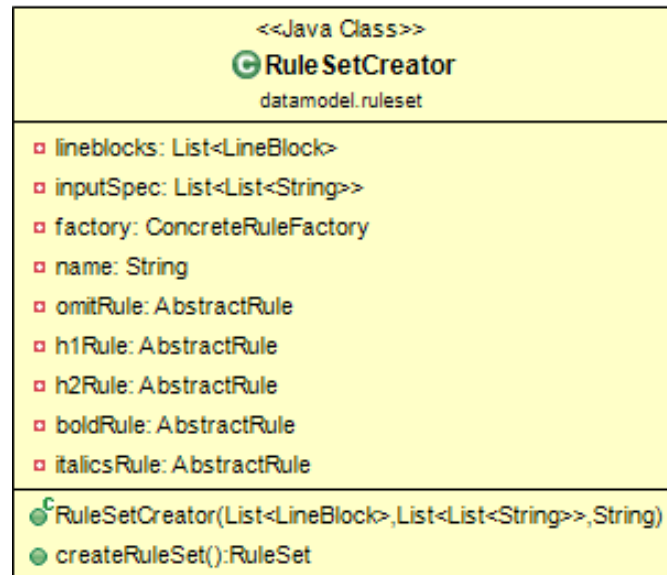 <<Java Class>>
RuleSetCreator
datamodel.ruleset
lineblocks: List<LineBlock>
inputSpec: List<List<String>>
factory: ConcreteRuleFactory
name: String
omitRule: AbstractRule
h1Rule: AbstractRule
h2Rule: AbstractRule
boldRule: AbstractRule
italicsRule: AbstractRule
RuleSetCreator(List<LineBlock>,List<List<String>>,String)
createRuleSet():RuleSet